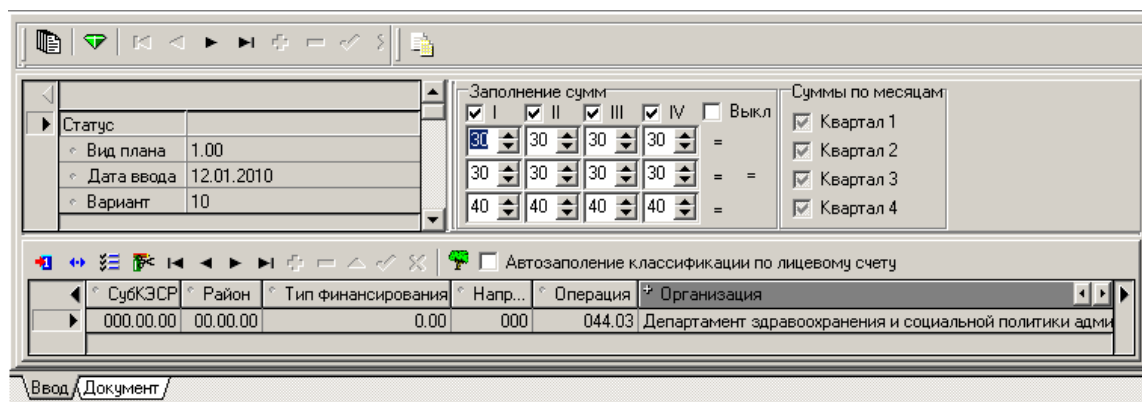 Заполнение сумм
Суммы по месяцам
I II III IV Выкл
Статус
Квартал 1
30 30 30 30 =
Вид плана 1.00
Квартал 2
Дата ввода 12.01.2010
30 30 30 30 = =
Квартал 3
Вариант 10
40 40 40 40 =
Квартал 4
Автозаполение классификации по лицевому счету
СубКЭСР Район Тип финансирования Напр... Операция Организация
000.00.00 00.00.00 0.00 000 044.03 Департамент здравоохранения и социальной политики адми
Ввод Документ